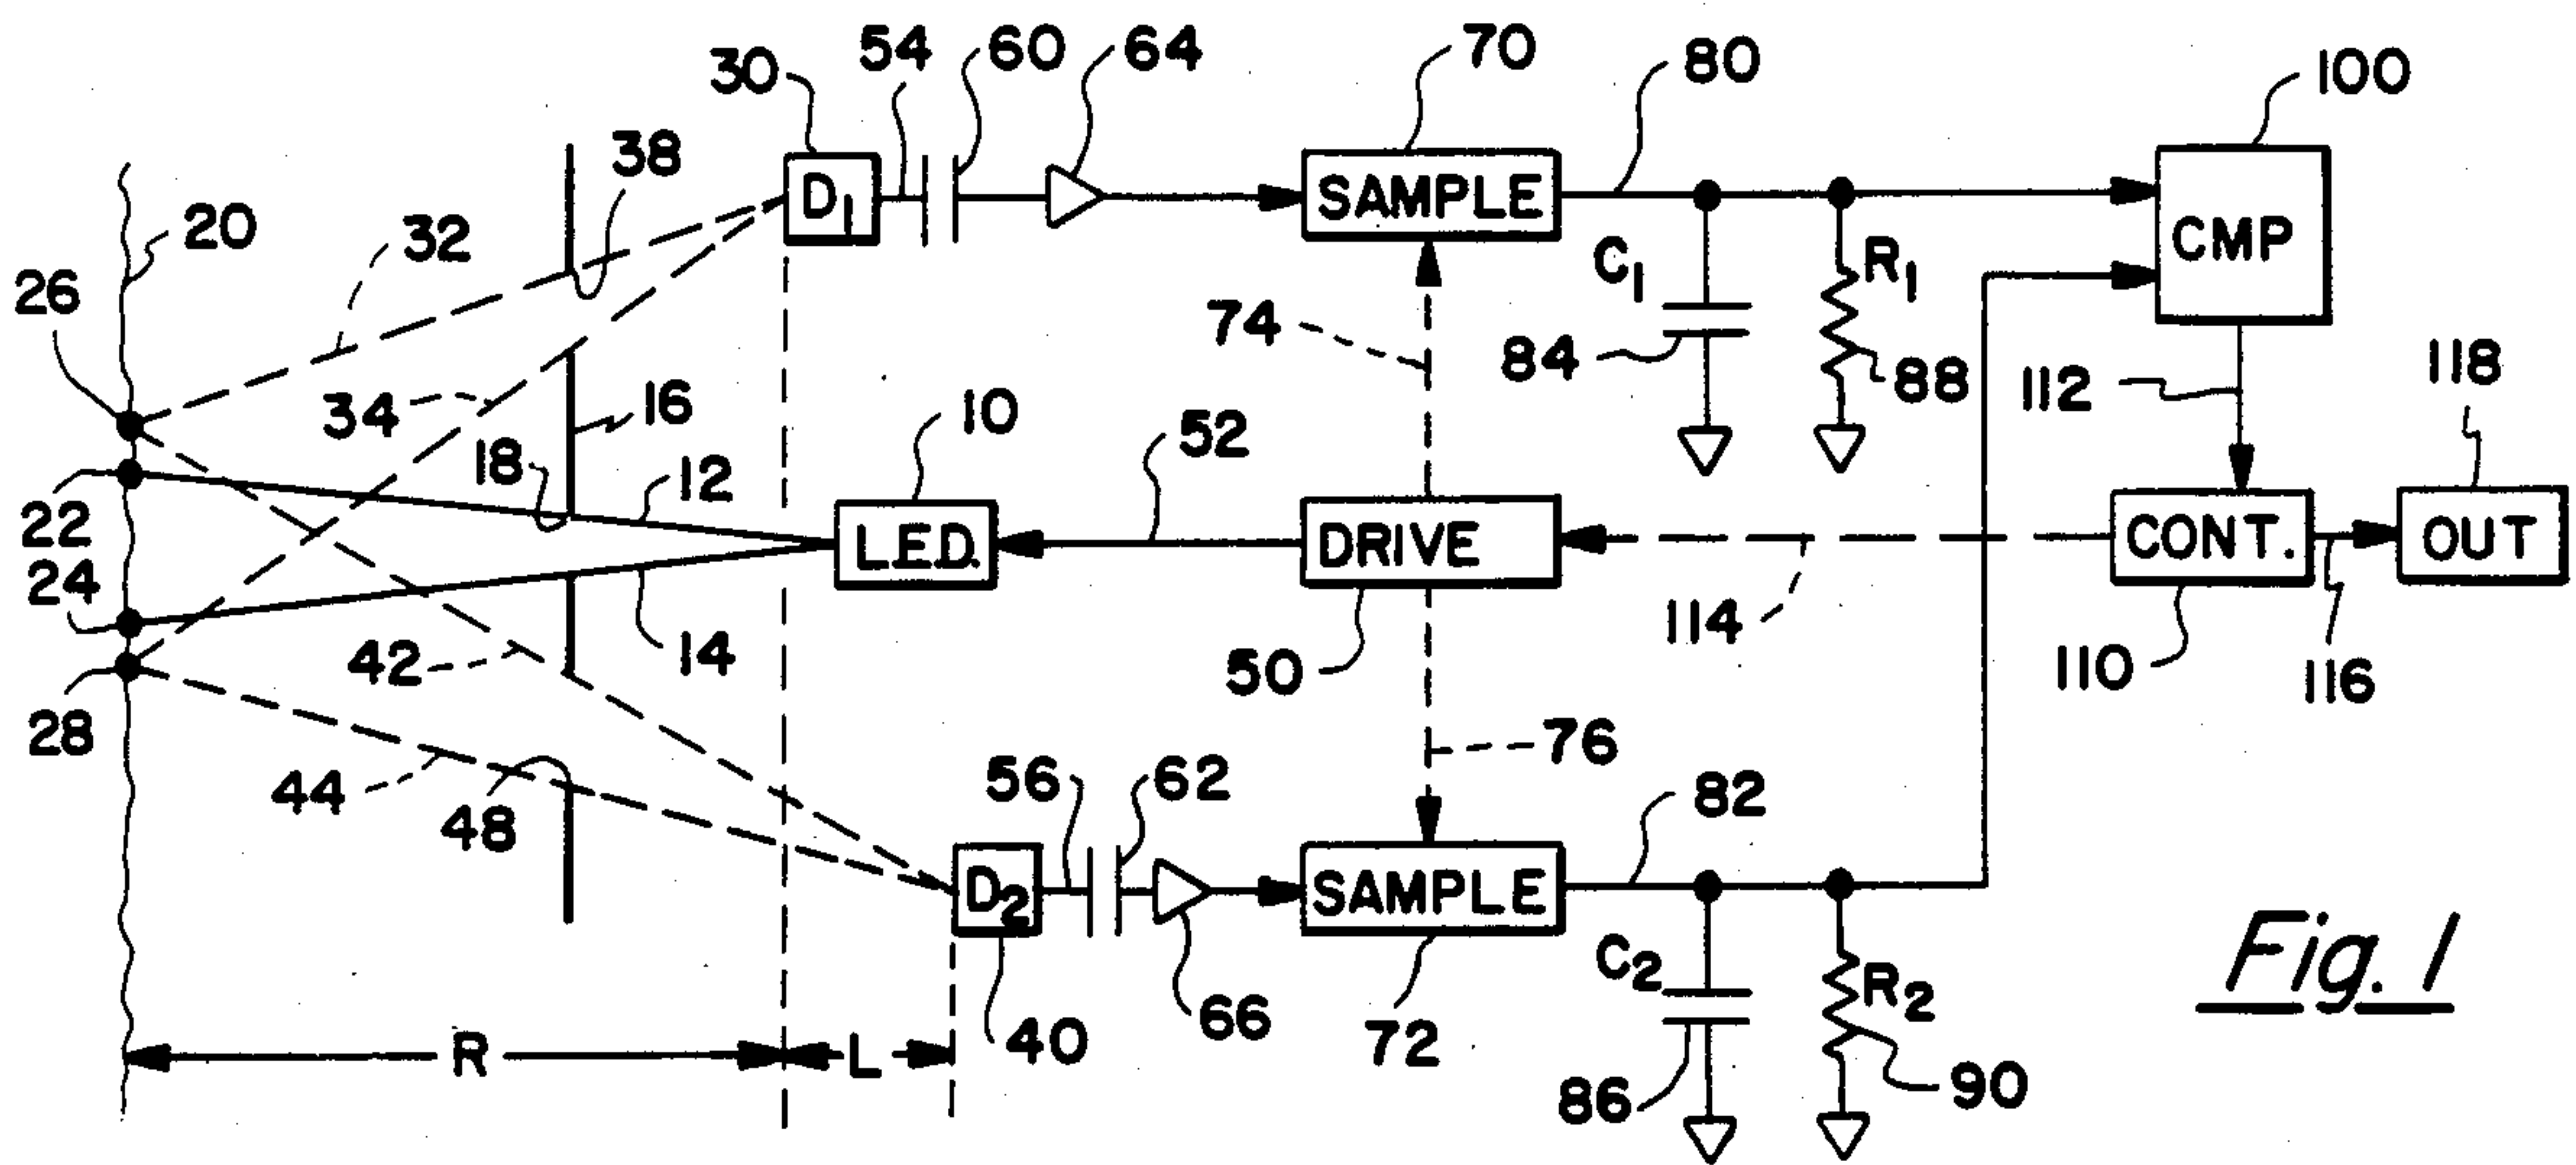 54 60 64 70 80 100
30
38
D1 SAMPLE CMP
20 32
26
C1 R1
74 84 88
34 16 10 52 112 118
18 12
22
L.E.D. DRIVE CONT. OUT
24
42 14 50 114 110 116
28
44 48 56 62 76 82
D2 SAMPLE
C2 R2
66 72
40
R L
86 90
Fig. 1